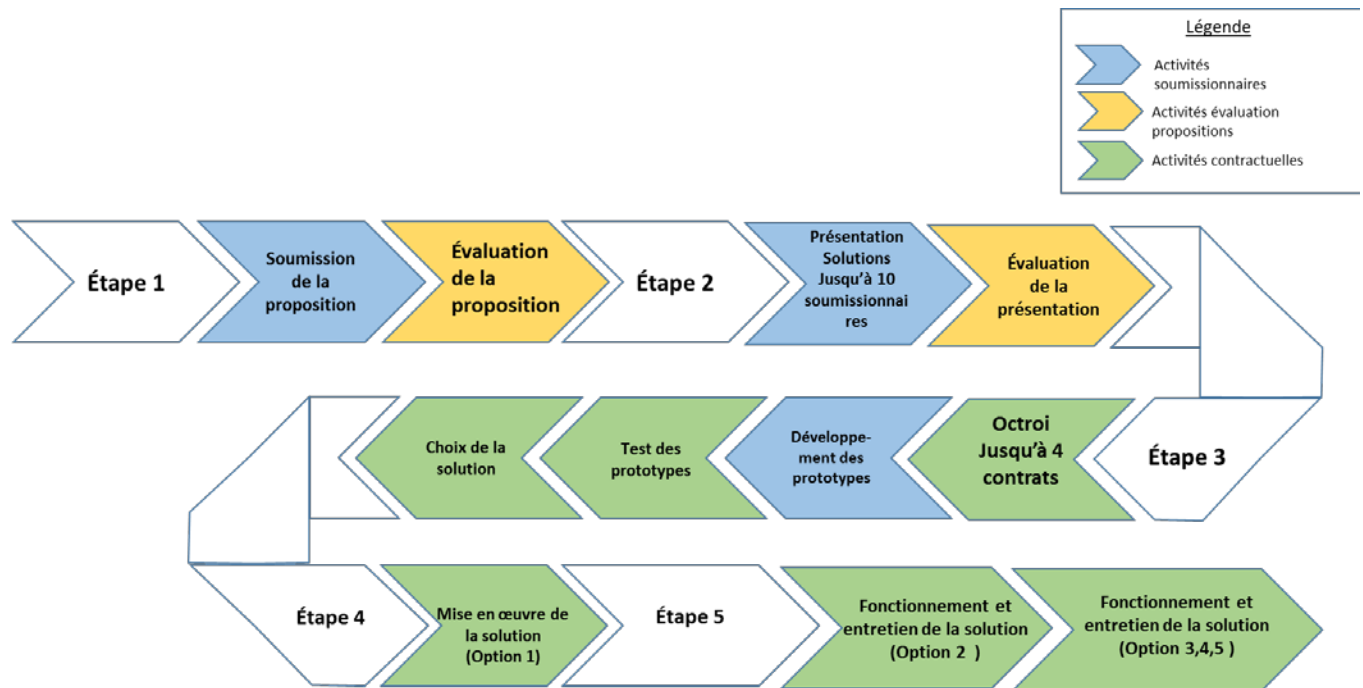 Légende
Activités
soumissionnaires
Activités évaluation
propositions
Activités contractuelles
Étape 1
Soumission
de la
proposition
Évaluation
de la
proposition
Étape 2
Présentation
Solutions
Jusqu'à 10
soumissionnai
res
Évaluation
de la
présentation
Étape 3
Octroi
Jusqu'à 4
contrats
Développe-
ment des
prototypes
Test des
prototypes
Choix de la
solution
Étape 4
Mise en œuvre de
la solution
(Option 1)
Étape 5
Fonctionnement et
entretien de la solution
(Option 2 )
Fonctionnement et
entretien de la solution
(Option 3,4,5 )